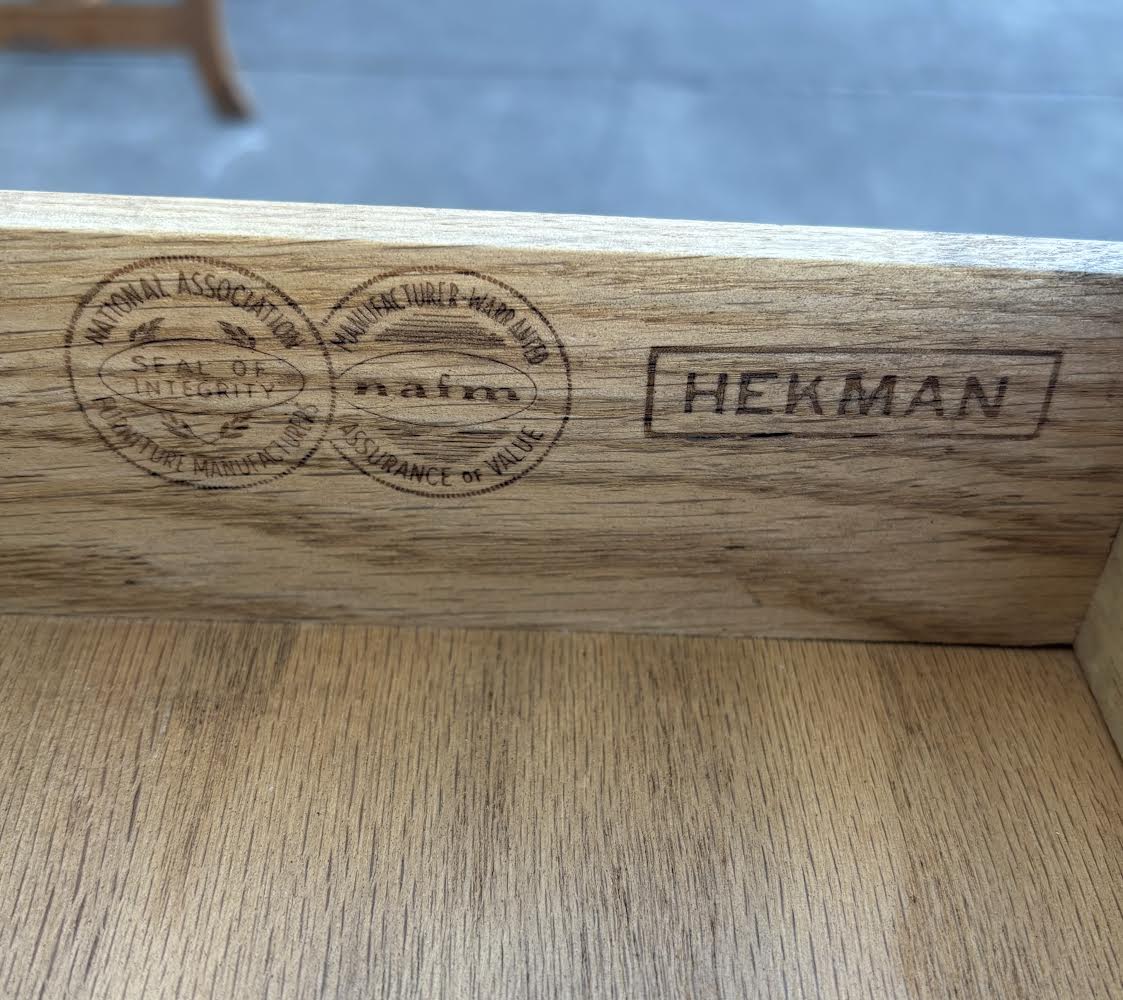 NATIONAL ASSOCIATION
SEAL OF
INTEGRITY
FURNITURE MANUFACTURERS
MANUFACTURER-WARRANTED
nafm
ASSURANCE OF VALUE
HEKMAN